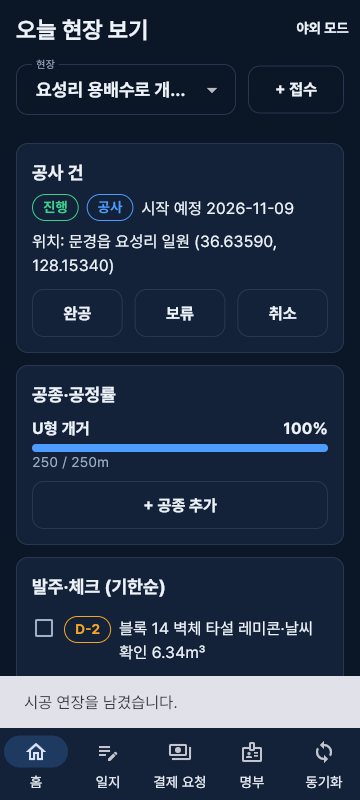 오늘 현장 보기
야외 모드
현장
요성리 용배수로 개...
+ 접수
공사 건
진행 공사 시작 예정 2026-11-09
위치: 문경읍 요성리 일원 (36.63590,
128.15340)
완공 보류 취소
공종·공정률
U형 개거 100%
250 / 250m
+ 공종 추가
발주·체크 (기한순)
D-2 블록 14 벽체 타설 레미콘·날씨
확인 6.34m³
시공 연장을 남겼습니다.
홈 일지 결제 요청 명부 동기화